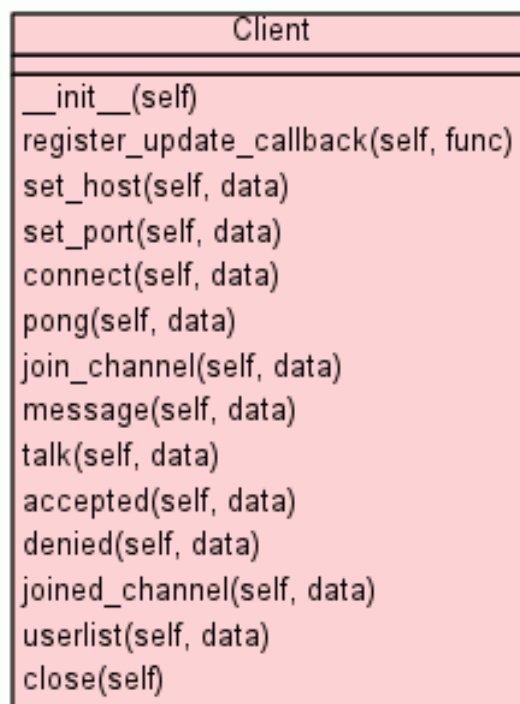 Client
__init__(self)
register_update_callback(self, func)
set_host(self, data)
set_port(self, data)
connect(self, data)
pong(self, data)
join_channel(self, data)
message(self, data)
talk(self, data)
accepted(self, data)
denied(self, data)
joined_channel(self, data)
userlist(self, data)
close(self)